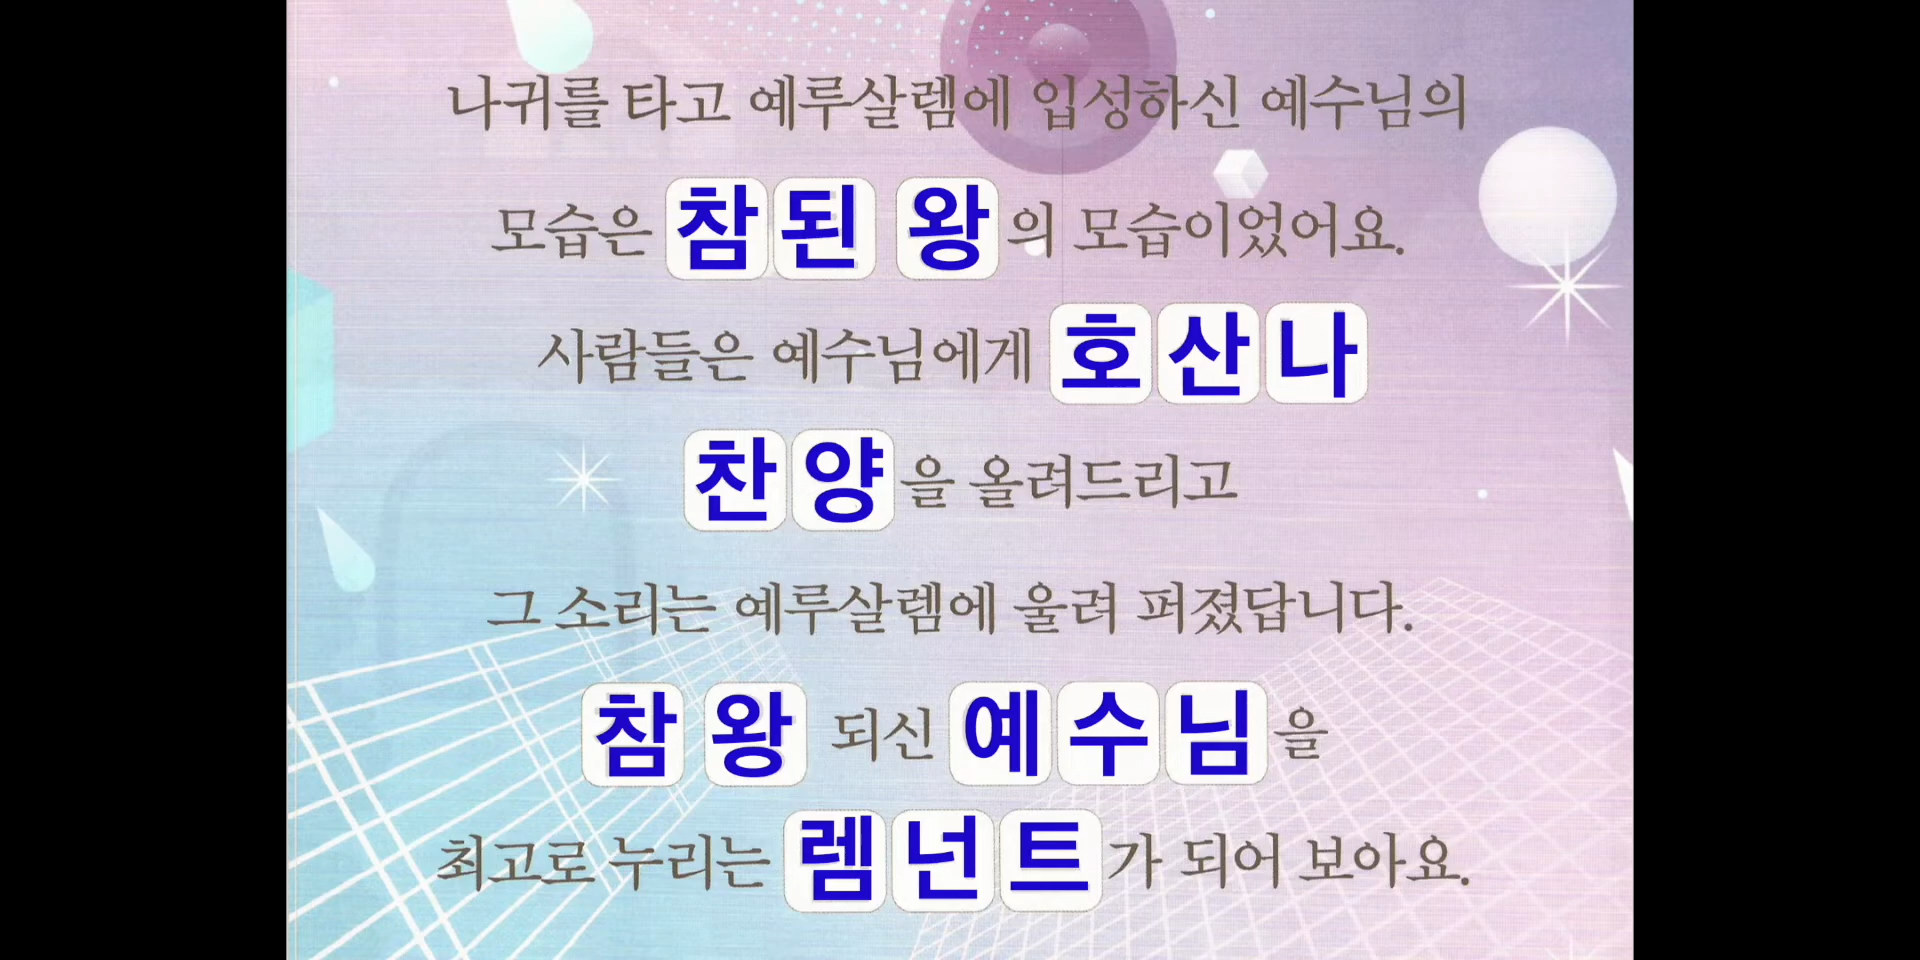 나귀를 타고 예루살렘에 입성하신 예수님의
모습은 참된 왕의 모습이었어요.
사람들은 예수님에게 호산나
찬양을 올려드리고
그 소리는 예루살렘에 울려 퍼졌답니다.
참 왕 되신 예수님을
최고로 누리는 렘넌트가 되어 보아요.